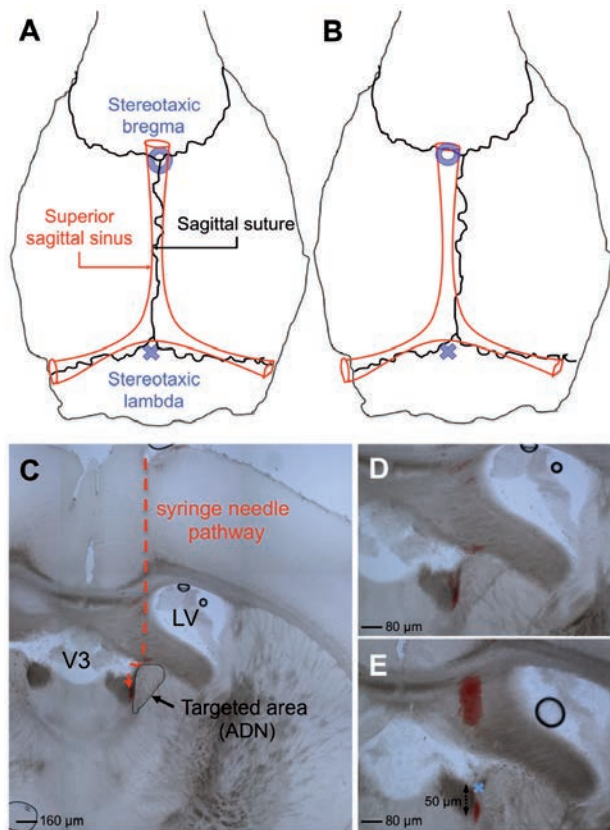 A
B
Stereotaxic
bregma
Superior
sagittal sinus
Sagittal suture
Stereotaxic
lambda
C
syringe needle
pathway
LV
V3
Targeted area
(ADN)
160 µm
D
80 µm
E
50 µm
80 µm